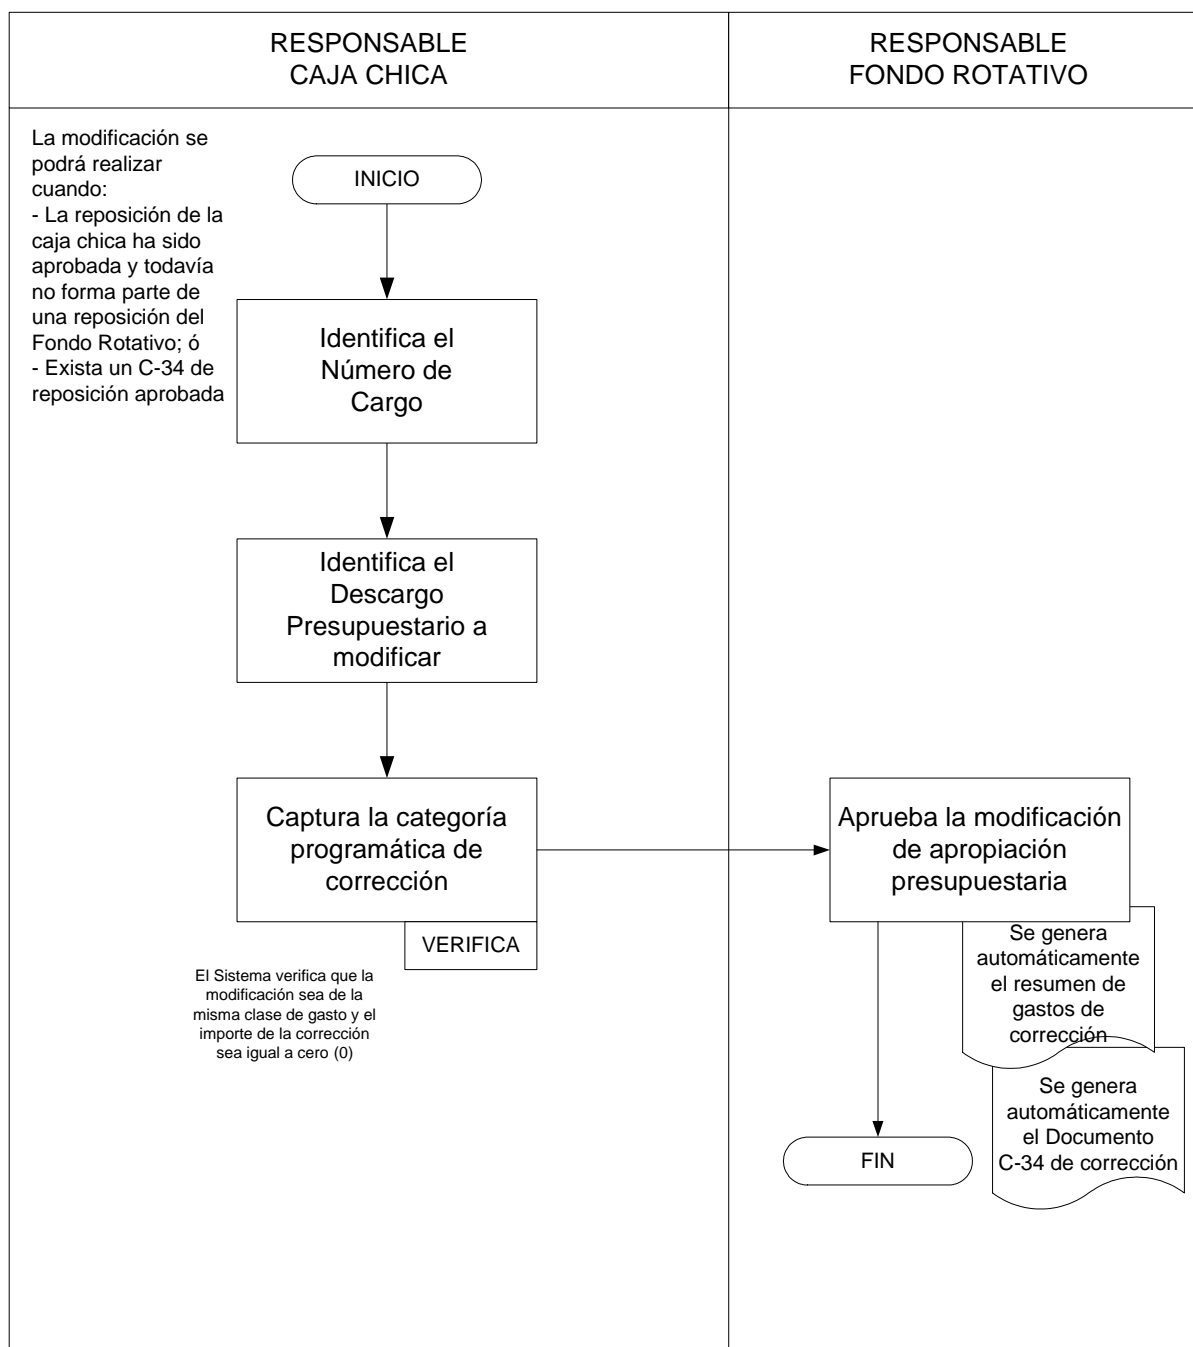 RESPONSABLE
CAJA CHICA
RESPONSABLE
FONDO ROTATIVO
La modificación se
podrá realizar
cuando:
- La reposición de la
caja chica ha sido
aprobada y todavía
no forma parte de
una reposición del
Fondo Rotativo; ó
- Exista un C-34 de
reposición aprobada
INICIO
Identifica el
Número de
Cargo
Identifica el
Descargo
Presupuestario a
modificar
Captura la categoría
programática de
corrección
VERIFICA
El Sistema verifica que la
modificación sea de la
misma clase de gasto y el
importe de la corrección
sea igual a cero (0)
Aprueba la modificación
de apropiación
presupuestaria
Se genera
automáticamente
el resumen de
gastos de
corrección
Se genera
automáticamente
el Documento
C-34 de corrección
FIN